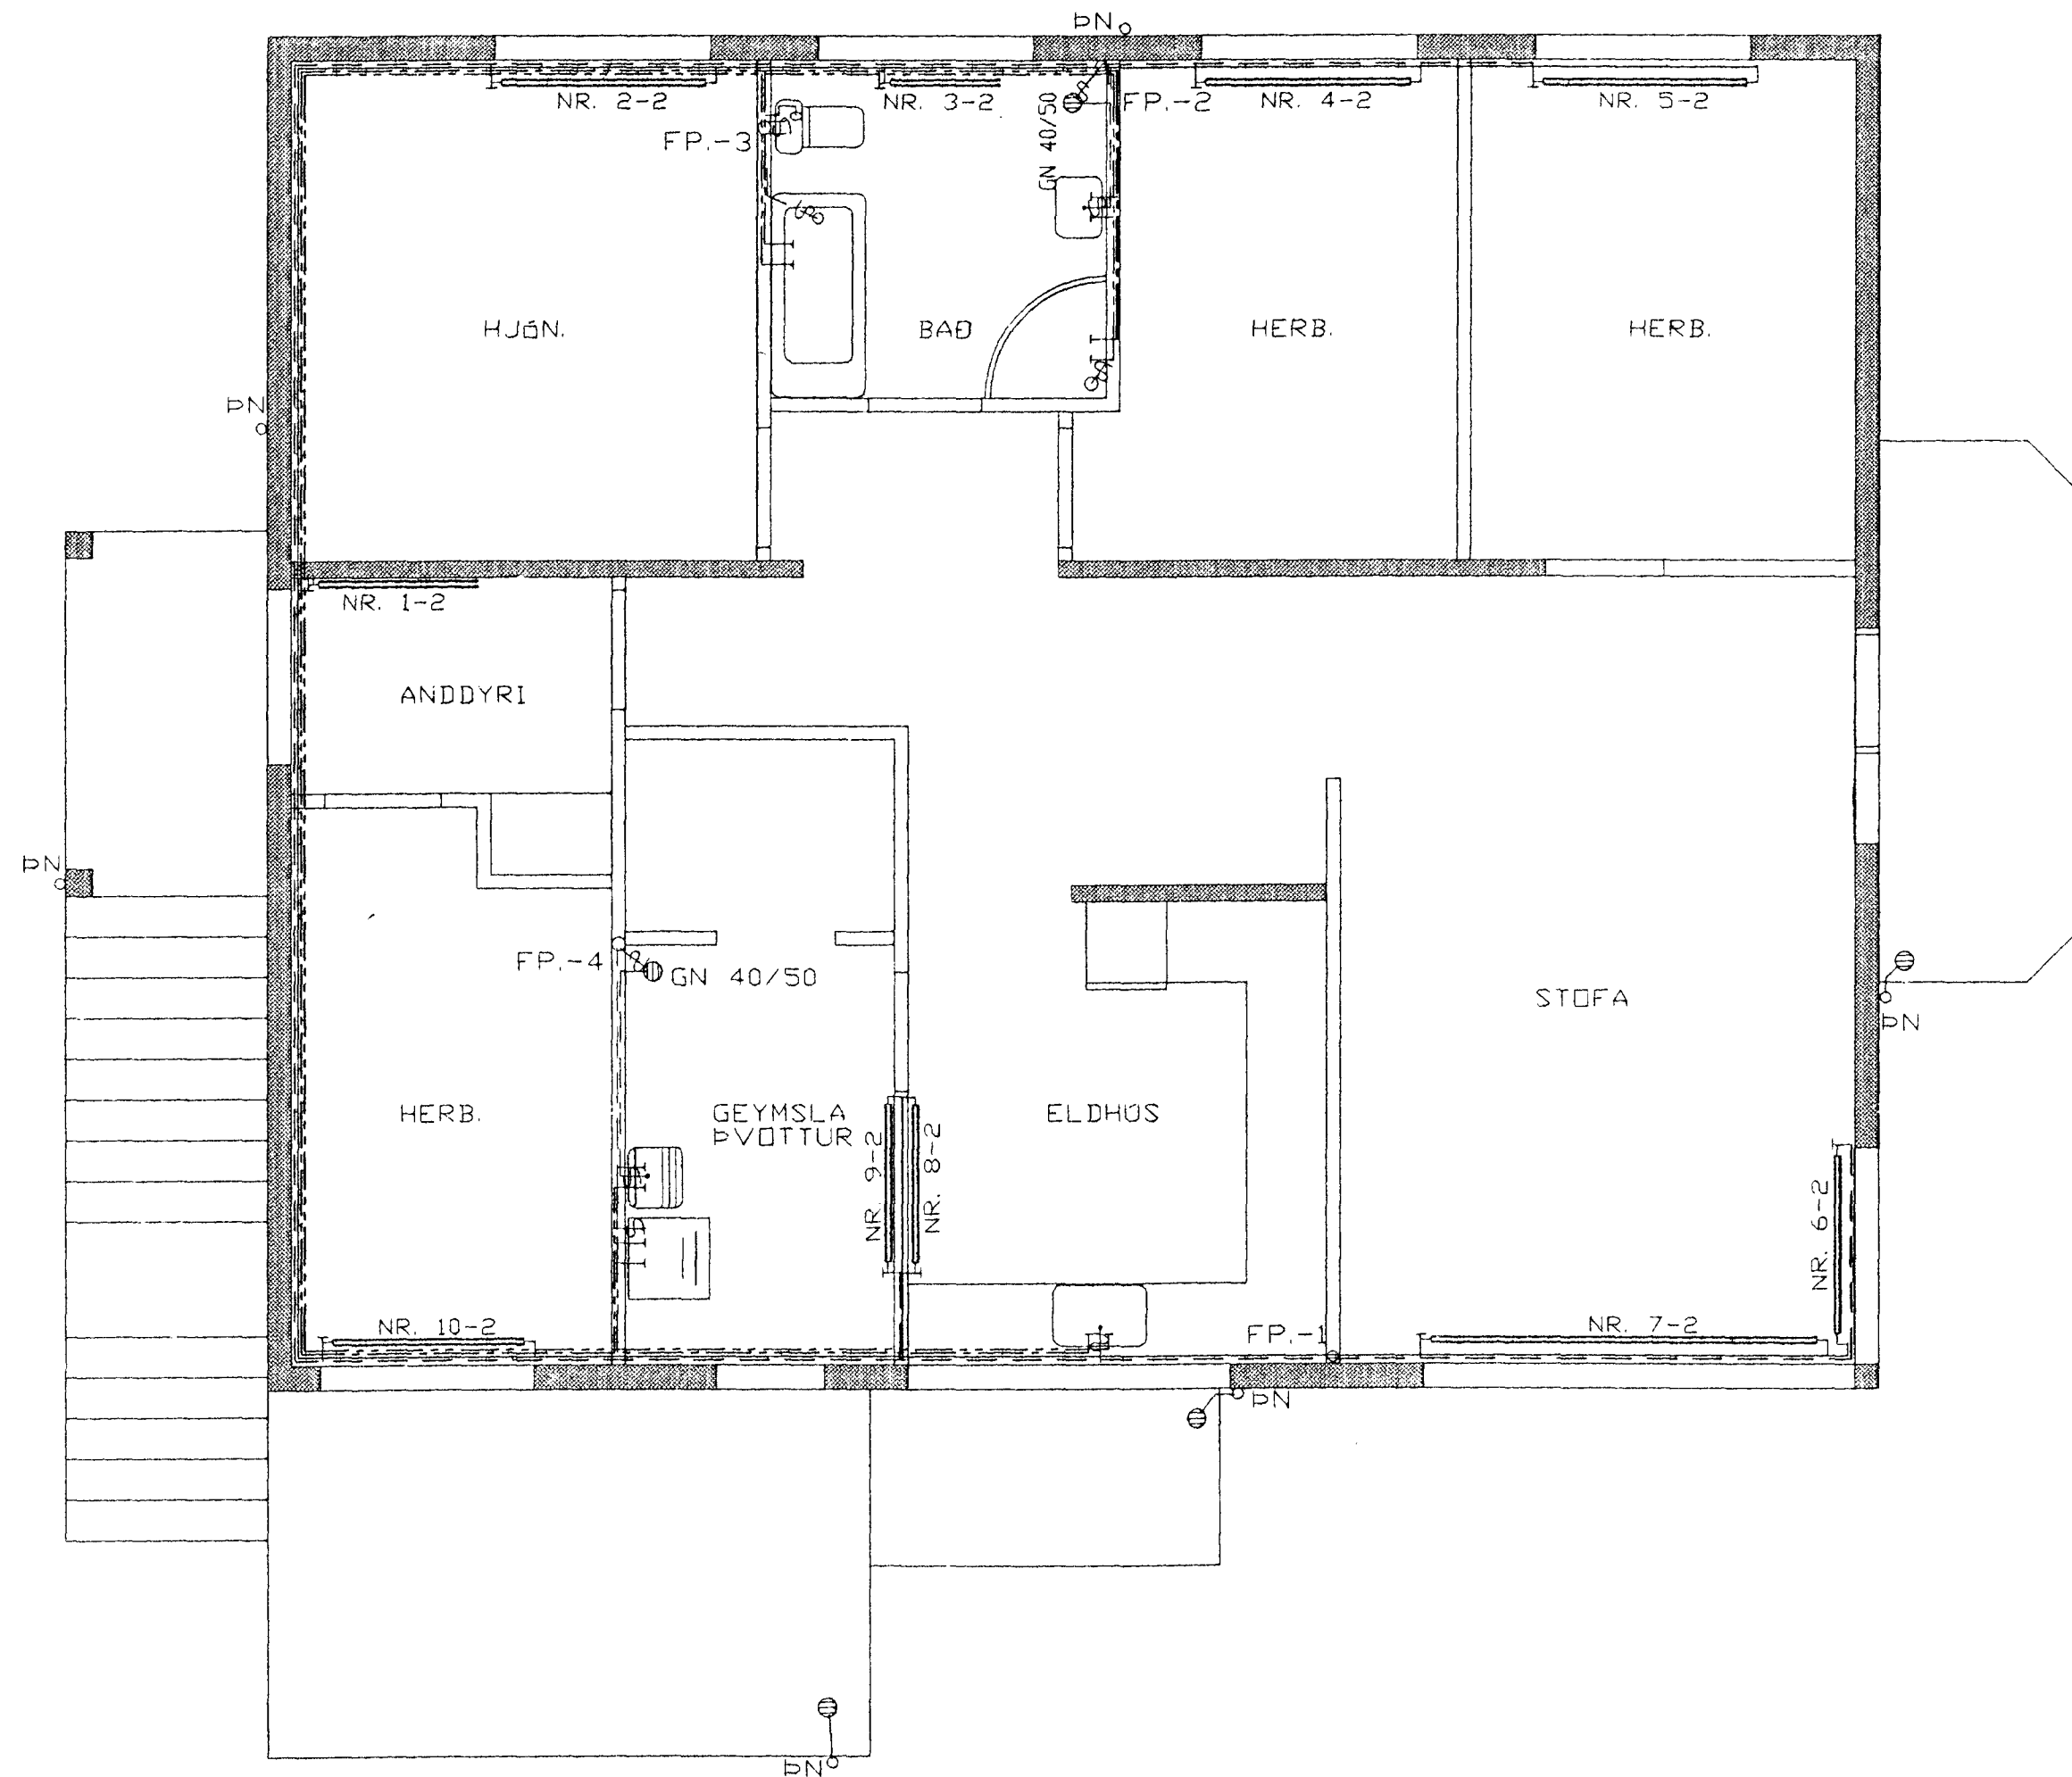 ÞN
NR. 2-2
NR. 3-2
GN 40/50
FP.-2
NR. 4-2
NR. 5-2
FP.-3
HJÓN.
BAÐ
HERB.
HERB.
ÞN
NR. 1-2
ANDDYRI
ÞN
FP.-4
GN 40/50
STOFA
ÞN
HERB.
GEYMSLA
ÞVOTTUR
NR. 9-2
NR. 8-2
ELDHÚS
NR. 6-2
NR. 10-2
FP.-1
NR. 7-2
ÞN
ÞN